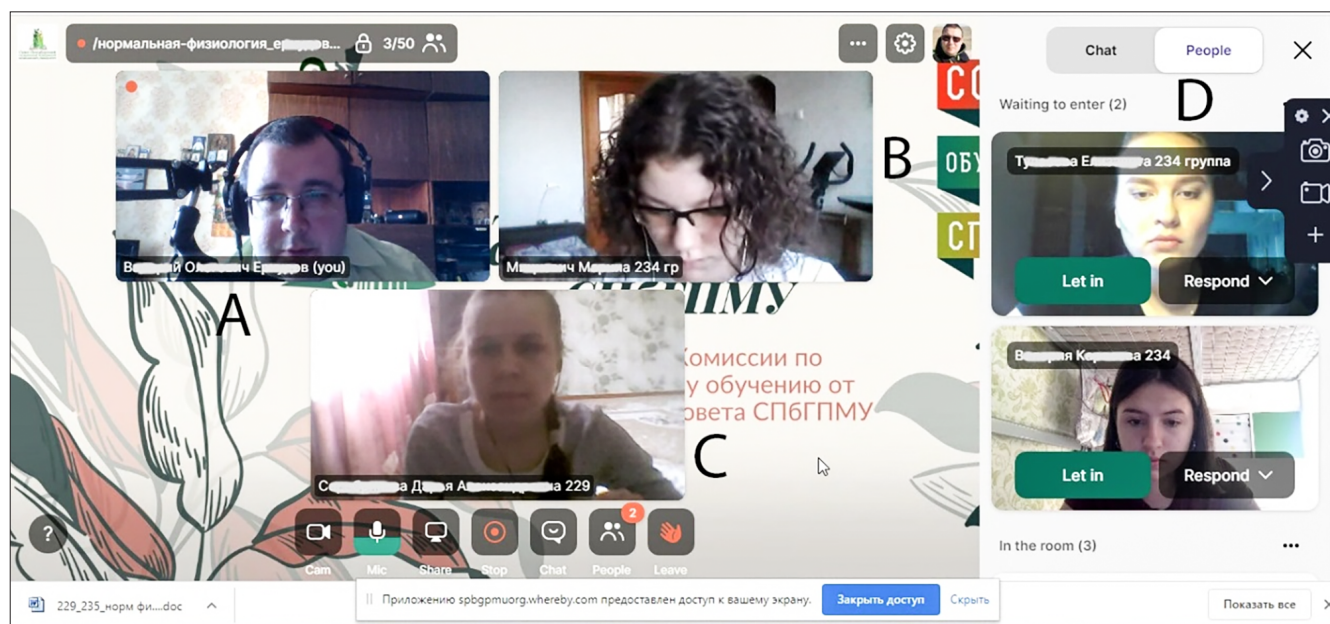 /нормальная-физиология_е
3/50
Chat
People
D
Waiting to enter (2)
СО
B
ОБУ
СП
234 группа
Let in
Respond
(you)
234 гр
A
СПбГПМУ
Комиссии по
у обучению от
овета СПбГПМУ
234
Let in
Respond
C
229
In the room (3)
?
2
Cam
Mic
Share
Stop
Chat
People
Leave
229_235_норм фи....doc
Приложению spbgpmuorg.whereby.com предоставлен доступ к вашему экрану.
Закрыть доступ
Скрыть
Показать все